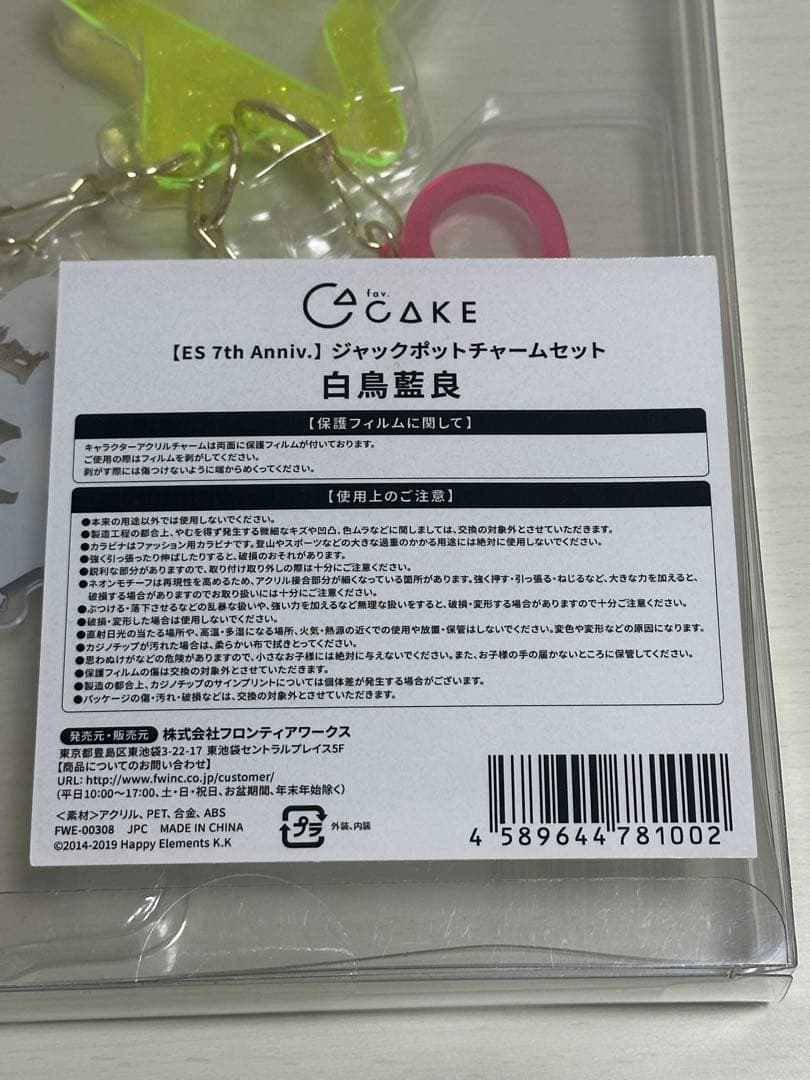 fav.
CAKE
【ES 7th Anniv.】ジャックポットチャームセット
白鳥藍良
【保護フィルムに関して】
キャラクターアクリルチャームは両面に保護フィルムが付いております。
ご使用の際はフィルムを剥がしてください。
剥がす際には傷つけないように端からめくってください。
【使用上のご注意】
●本来の用途以外では使用しないでください。
●製造工程の都合上、やむを得ず発生する微細なキズや凹凸、色ムラなどに関しましては、交換の対象外とさせていただきます。
●カラビナはファッション用カラビナです。登山やスポーツなどの大きな過重のかかる用途には絶対に使用しないでください。
●強く引っ張ったり伸ばしたりすると、破損のおそれがあります。
●鋭利な部分がありますので、取り付け取り外しの際は十分にご注意ください。
●ネオンモチーフは再現性を高めるため、アクリル接合部分が細くなっている箇所があります。強く押す・引っ張る・ねじるなど、大きな力を加えると、
破損する場合がありますのでお取り扱いには十分にご注意ください。
●ぶつける・落下させるなどの乱暴な扱いや、強い力を加えるなど無理な扱いをすると、破損・変形する場合がありますので十分ご注意ください。
●破損・変形した場合は使用しないでください。
●直射日光の当たる場所や、高温・多湿になる場所、火気・熱源の近くでの使用や放置・保管はしないでください。変色や変形などの原因になります。
●カジノチップが汚れた場合は、柔らかい布で拭きとってください。
●思わぬけがなどの危険がありますので、小さなお子様には絶対に与えないでください。また、お子様の手の届かないところに保管してください。
●保護フィルムの傷は交換の対象外とさせていただきます。
●製造の都合上、カジノチップのサインプリントについては個体差が発生する場合がございます。
●パッケージの傷・汚れ・破損などは、交換の対象外とさせていただきます。
発売元・販売元 株式会社フロンティアワークス
東京都豊島区東池袋3-22-17 東池袋セントラルプレイス5F
【商品についてのお問い合わせ】
URL: http://www.fwinc.co.jp/customer/
(平日10:00〜17:00、土・日・祝日、お盆期間、年末年始除く)
＜素材＞アクリル、PET、合金、ABS
FWE-00308 JPC MADE IN CHINA
©2014-2019 Happy Elements K.K
プラ 外装、内装
4 589644 781002